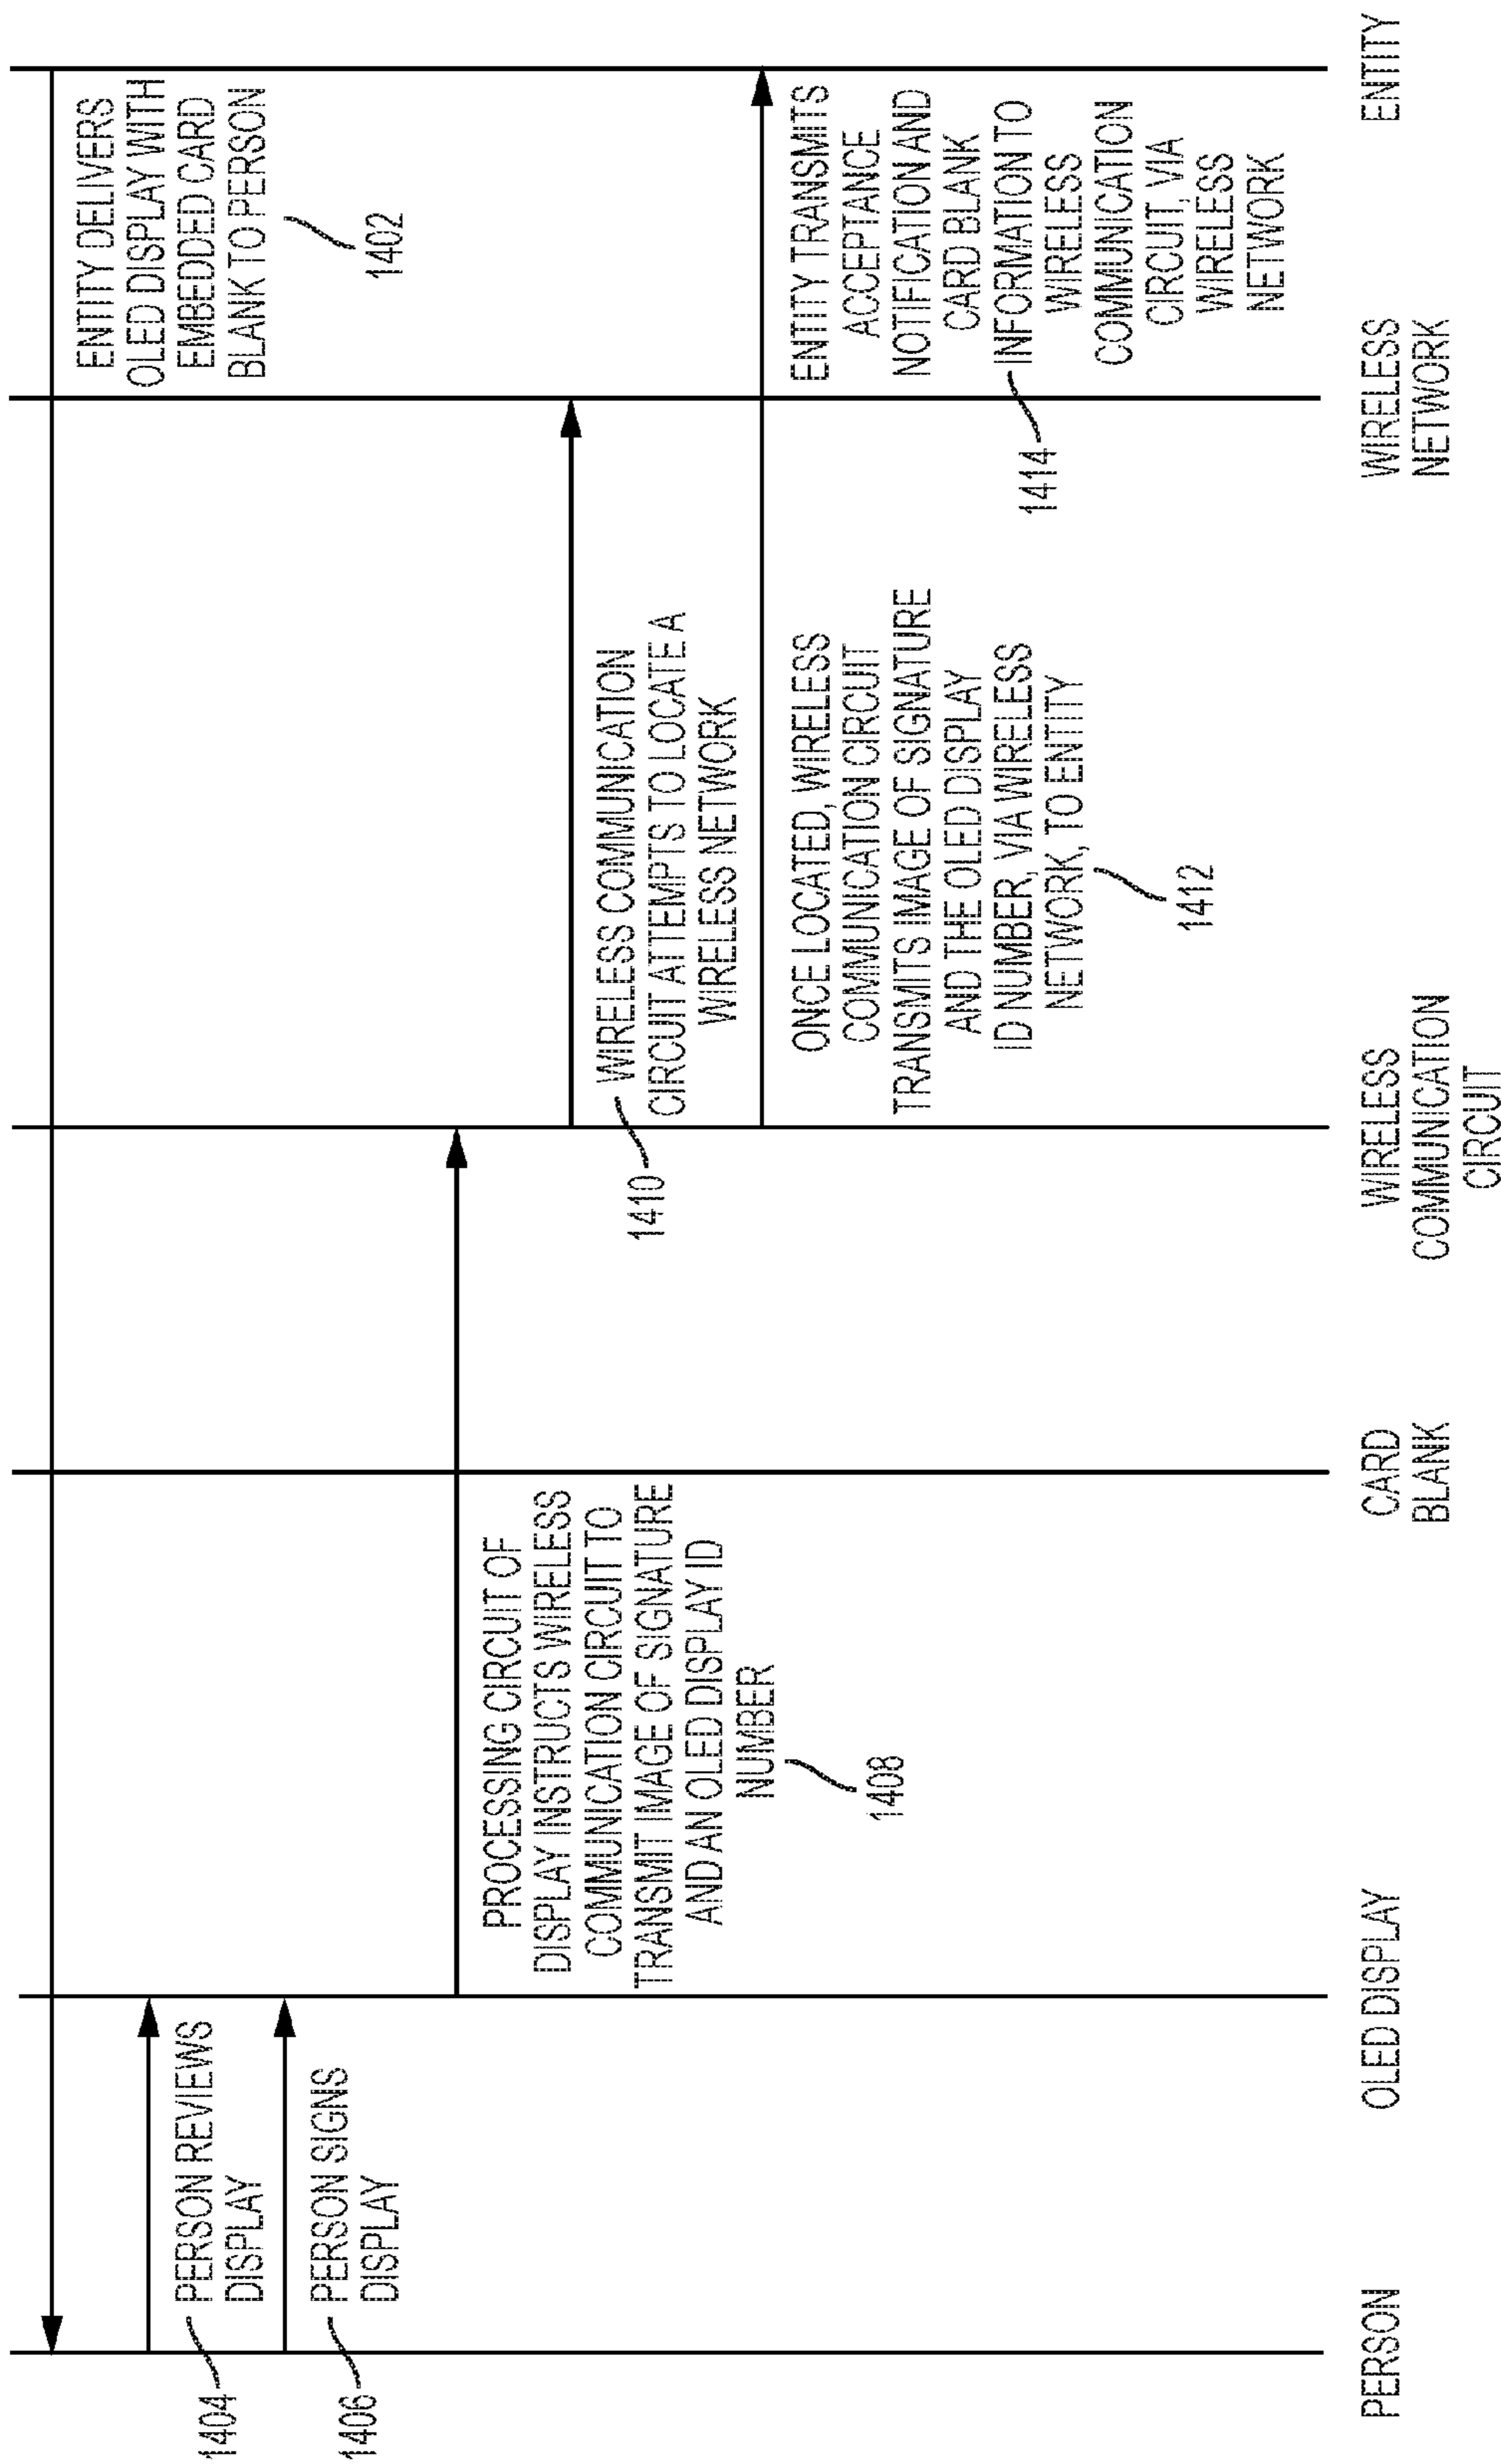 ENTITY DELIVERS
OLED DISPLAY WITH
EMBEDDED CARD
BLANK TO PERSON
1402
1404
PERSON REVIEWS
DISPLAY
1406
PERSON SIGNS
DISPLAY
PROCESSING CIRCUIT OF
DISPLAY INSTRUCTS WIRELESS
COMMUNICATION CIRCUIT TO
TRANSMIT IMAGE OF SIGNATURE
AND AN OLED DISPLAY ID
NUMBER
1408
1410
WIRELESS COMMUNICATION
CIRCUIT ATTEMPTS TO LOCATE A
WIRELESS NETWORK
ONCE LOCATED, WIRELESS
COMMUNICATION CIRCUIT
TRANSMITS IMAGE OF SIGNATURE
AND THE OLED DISPLAY
ID NUMBER, VIA WIRELESS
NETWORK, TO ENTITY
1412
ENTITY TRANSMITS
ACCEPTANCE
NOTIFICATION AND
CARD BLANK
INFORMATION TO
WIRELESS
COMMUNICATION
CIRCUIT, VIA
WIRELESS
NETWORK
1414
PERSON
OLED DISPLAY
CARD
BLANK
WIRELESS
COMMUNICATION
CIRCUIT
WIRELESS
NETWORK
ENTITY